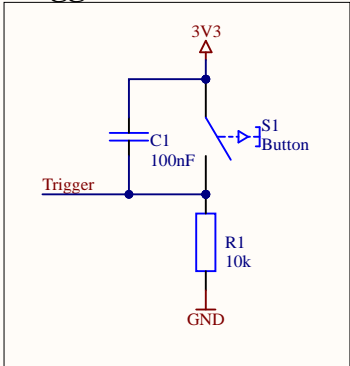 3V3
S1
C1
Button
100nF
Trigger
R1
10k
GND